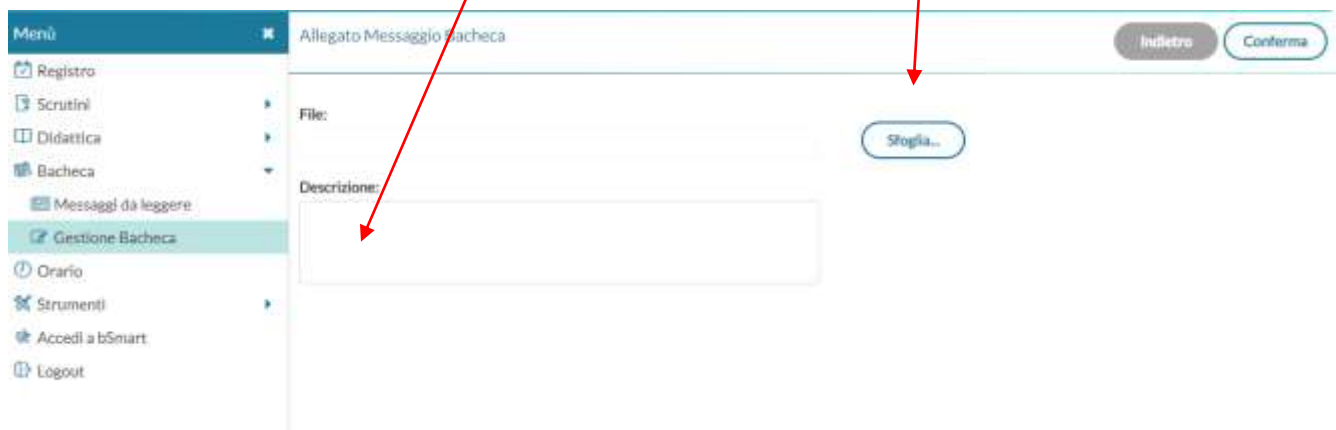 Menù
Allegato Messaggio Bacheca
Indietro
Conferma
Registro
Scrutini
Didattica
Bacheca
Messaggi da leggere
Gestione Bacheca
Orario
Strumenti
Accedi a bSmart
Logout
File:
Sfoglia...
Descrizione: